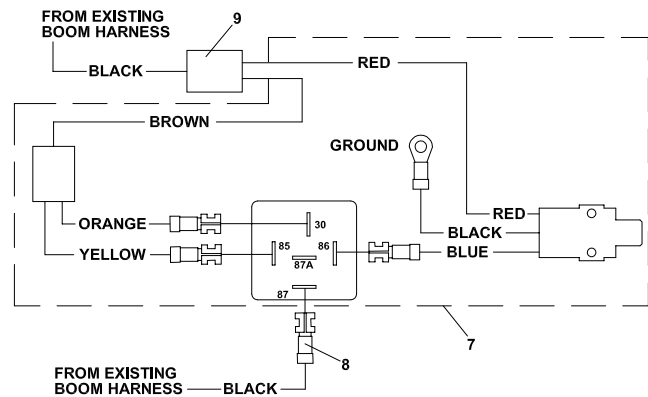 FROM EXISTING
BOOM HARNESS
9
BLACK
RED
BROWN
GROUND
ORANGE
30
RED
BLACK
YELLOW
85
86
87A
BLUE
87
7
8
FROM EXISTING
BOOM HARNESS
BLACK